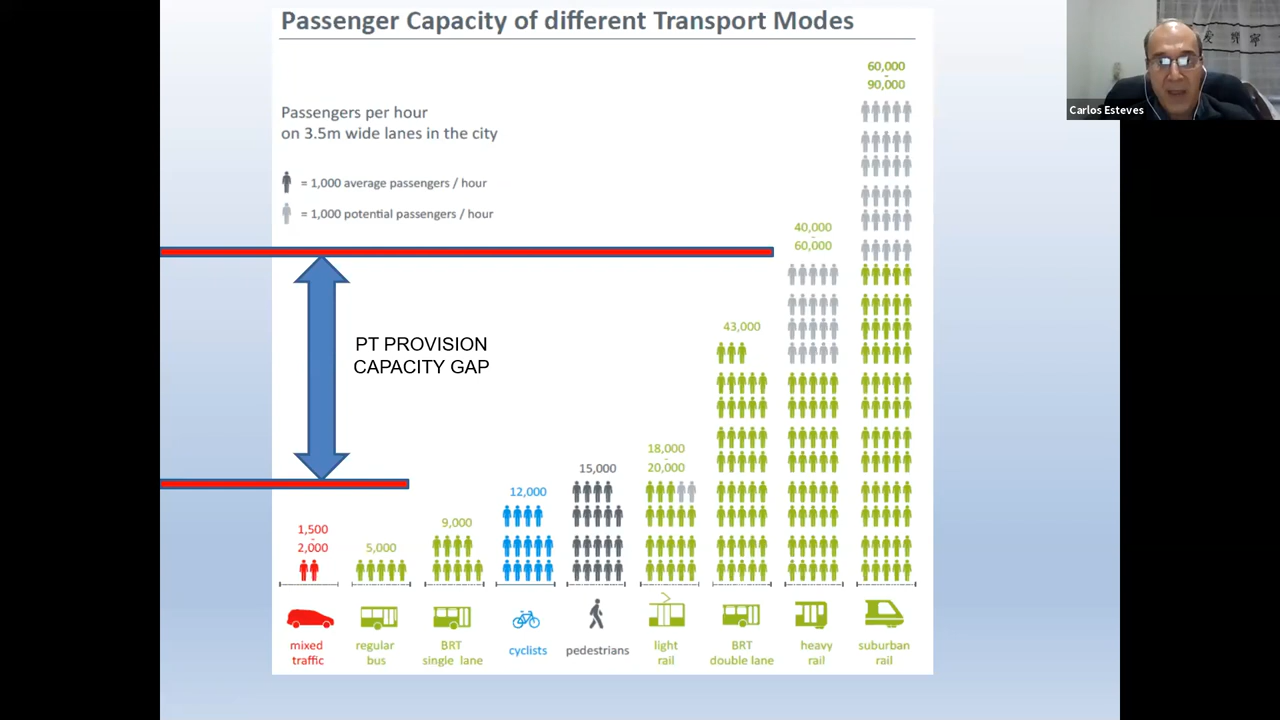 Passenger Capacity of different Transport Modes
Carlos Esteves
60,000
-
90,000
Passengers per hour
on 3.5m wide lanes in the city
= 1,000 average passengers / hour
= 1,000 potential passengers / hour
40,000
-
60,000
43,000
PT PROVISION
CAPACITY GAP
18,000
-
20,000
15,000
12,000
9,000
5,000
1,500
-
2,000
mixed
traffic
regular
bus
BRT
single lane
cyclists
pedestrians
light
rail
BRT
double lane
heavy
rail
suburban
rail